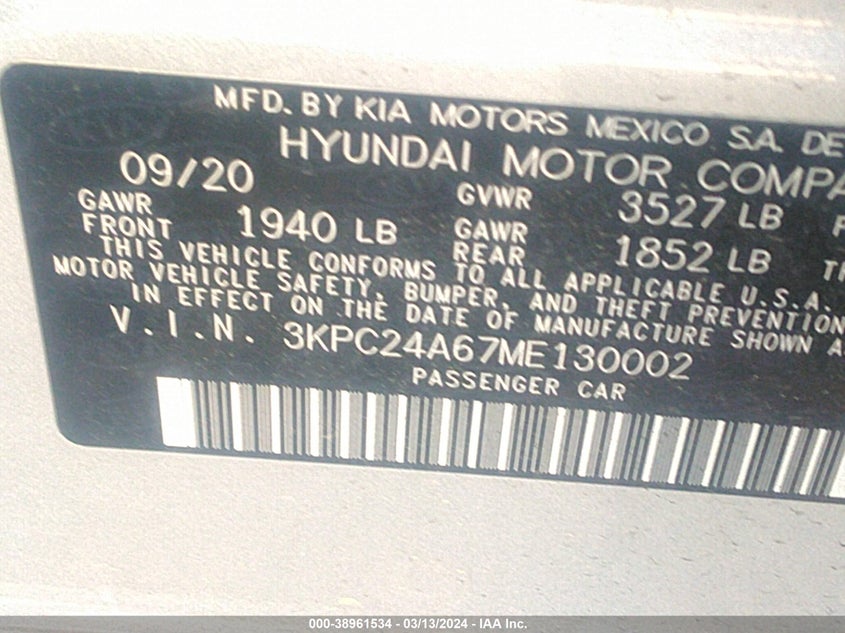 MFD. BY KIA MOTORS MEXICO S.A. DE
HYUNDAI MOTOR COMPA
09/20 GVWR 3527 LB
GAWR FRONT 1940 LB GAWR REAR 1852 LB
THIS VEHICLE CONFORMS TO ALL APPLICABLE U.S.A.
MOTOR VEHICLE SAFETY, BUMPER, AND THEFT PREVENTION
IN EFFECT ON THE DATE OF MANUFACTURE SHOWN A
V.I.N. 3KPC24A67ME130002
PASSENGER CAR
000-38961534 - 03/13/2024 - IAA Inc.